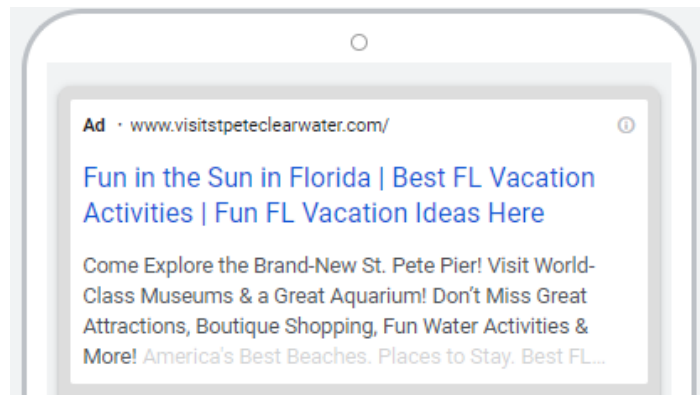 Ad · www.visitstpeteclearwater.com/
Fun in the Sun in Florida | Best FL Vacation
Activities | Fun FL Vacation Ideas Here
Come Explore the Brand-New St. Pete Pier! Visit World-
Class Museums & a Great Aquarium! Don't Miss Great
Attractions, Boutique Shopping, Fun Water Activities &
More! America's Best Beaches. Places to Stay. Best FL...